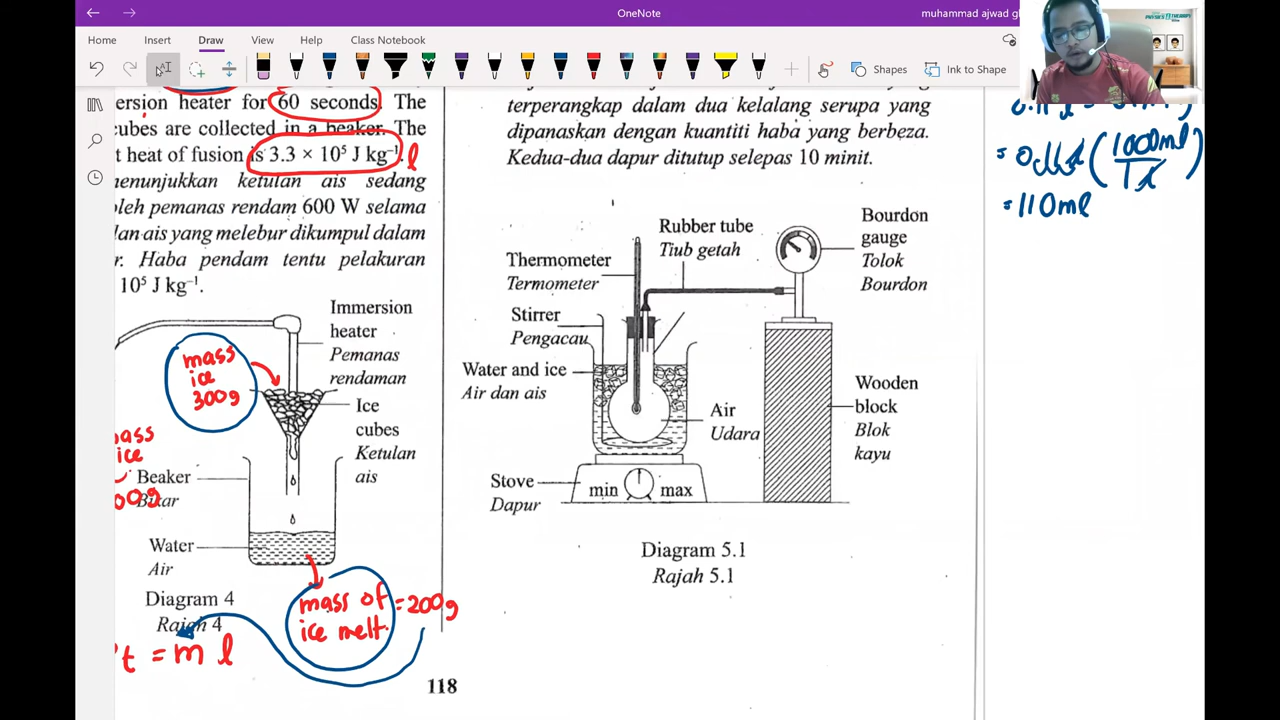 OneNote
muhammad ajwad gh
Home Insert Draw View Help Class Notebook
Shapes
Ink to Shape
ersion heater for 60 seconds. The
cubes are collected in a beaker. The
t heat of fusion is 3.3 × 10⁵ J kg⁻¹. l
nenunjukkan ketulan ais sedang
oleh pemanas rendam 600 W selama
lan ais yang melebur dikumpul dalam
r. Haba pendam tentu pelakuran
10⁵ J kg⁻¹.
Immersion
heater
Pemanas
rendaman
mass
ice
300g
Ice
cubes
Ketulan
ais
mass
ice
00g
Beaker
Bikar
Water
Air
Diagram 4
Rajah 4
mass of
ice melt.
=200g
t = m l
118
terperangkap dalam dua kelalang serupa yang
dipanaskan dengan kuantiti haba yang berbeza.
Kedua-dua dapur ditutup selepas 10 minit.
Thermometer
Termometer
Rubber tube
Tiub getah
Bourdon
gauge
Tolok
Bourdon
Stirrer
Pengacau
Water and ice
Air dan ais
Air
Udara
Wooden
block
Blok
kayu
Stove
Dapur
min max
Diagram 5.1
Rajah 5.1
= 0.11l (1000ml
1l)
= 110ml